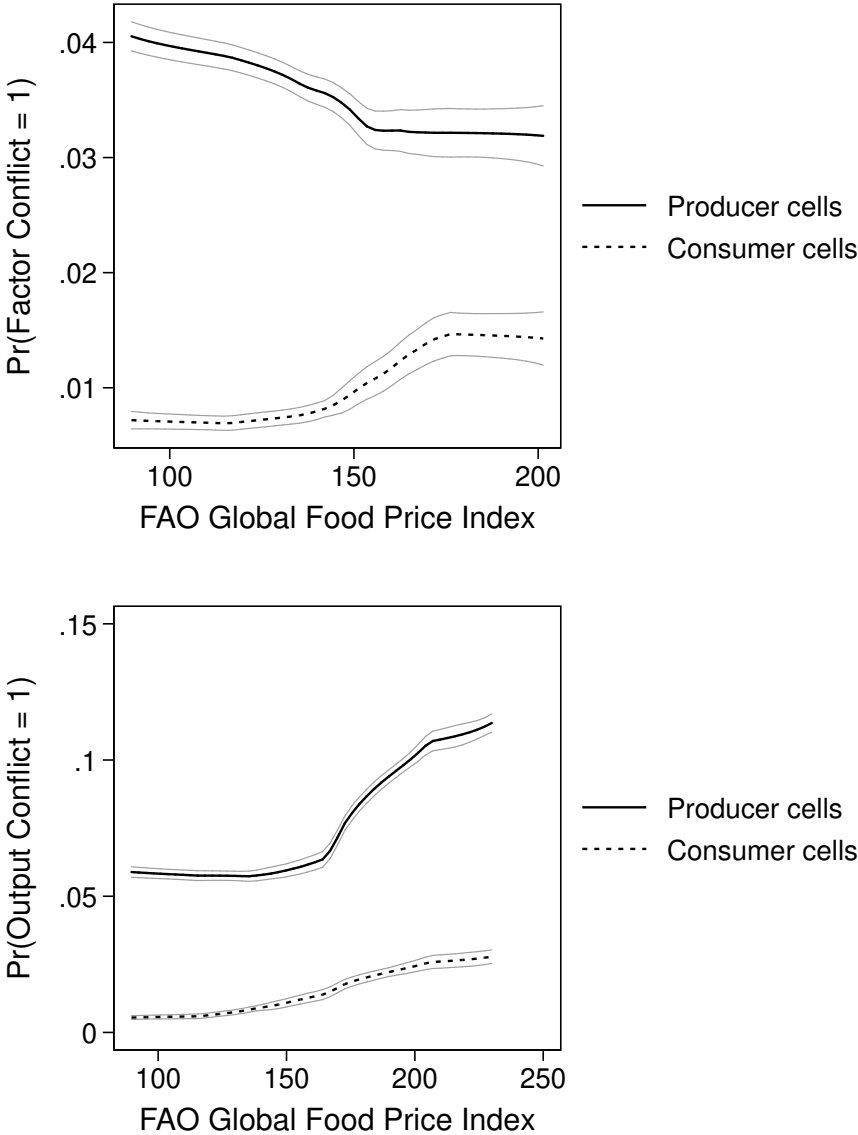 .04
.03
.02
.01
Pr(Factor Conflict = 1)
100 150 200
FAO Global Food Price Index
Producer cells
Consumer cells
.15
.1
.05
0
Pr(Output Conflict = 1)
100 150 200 250
FAO Global Food Price Index
Producer cells
Consumer cells